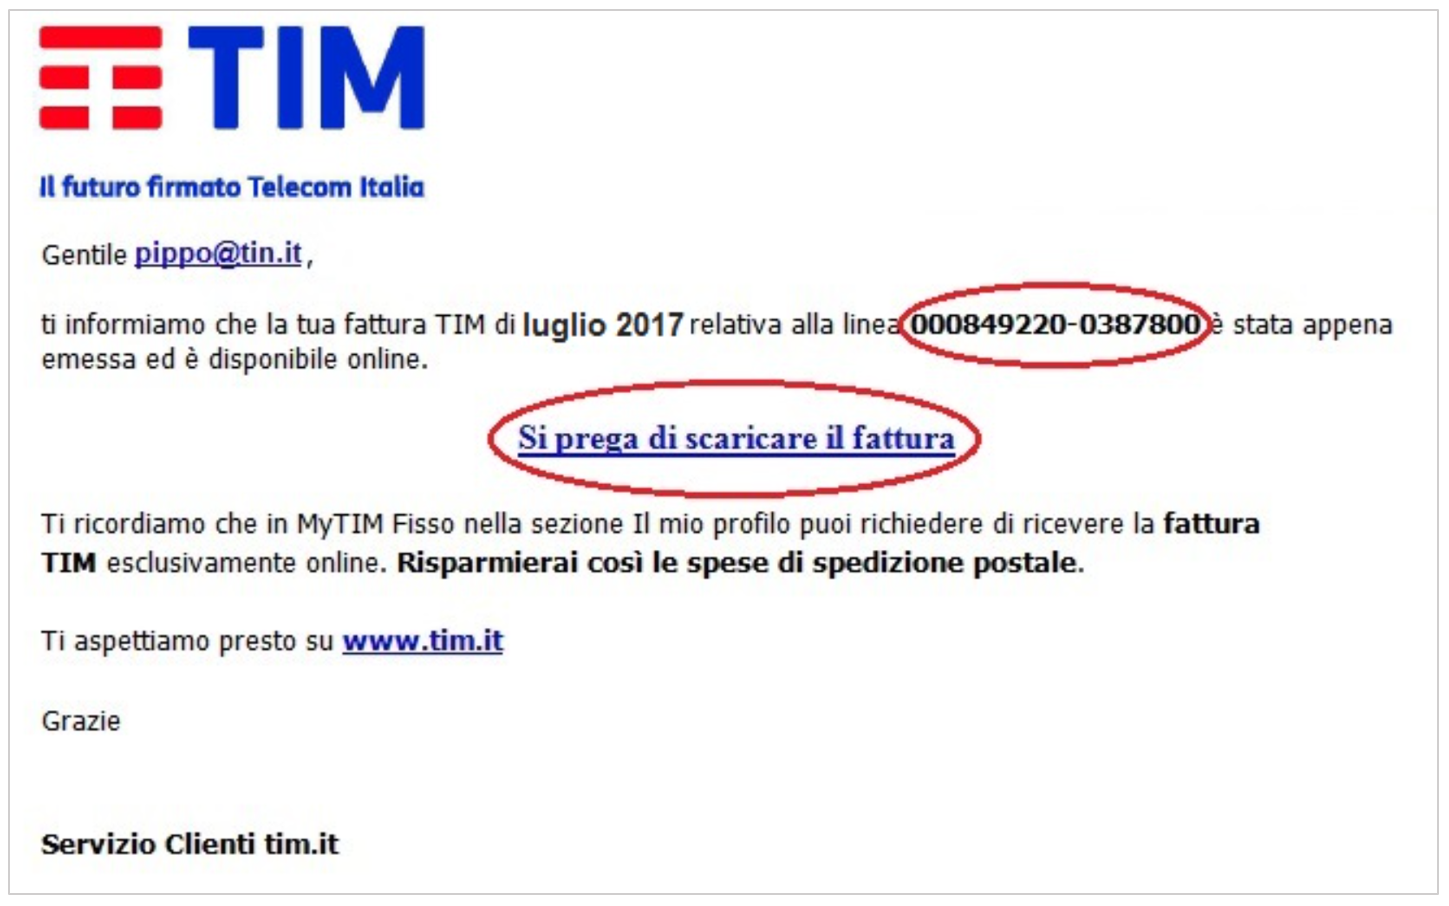 TIM
Il futuro firmato Telecom Italia
Gentile pippo@tin.it ,
ti informiamo che la tua fattura TIM di luglio 2017 relativa alla linea 000849220-0387800 è stata appena
emessa ed è disponibile online.
Si prega di scaricare il fattura
Ti ricordiamo che in MyTIM Fisso nella sezione Il mio profilo puoi richiedere di ricevere la fattura
TIM esclusivamente online. Risparmierai così le spese di spedizione postale.
Ti aspettiamo presto su www.tim.it
Grazie
Servizio Clienti tim.it